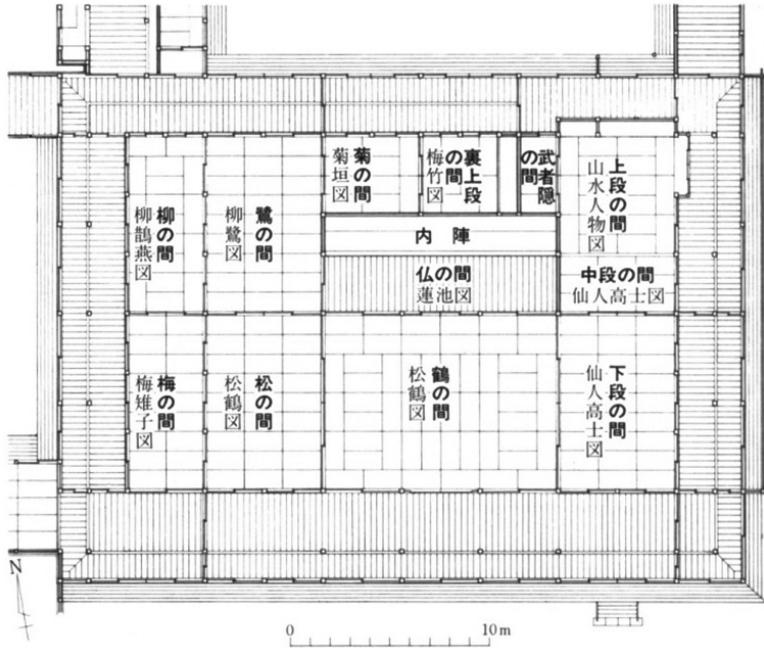 菊の間
菊垣図
裏上段の間
梅竹図
武者隠の間
上段の間
山水人物図
柳の間
柳鵲燕図
鷺の間
柳鷺図
内陣
仏の間
蓮池図
中段の間
仙人高士図
梅の間
梅雉子図
松の間
松鶴図
鶴の間
松鶴図
下段の間
仙人高士図
N
0 10m